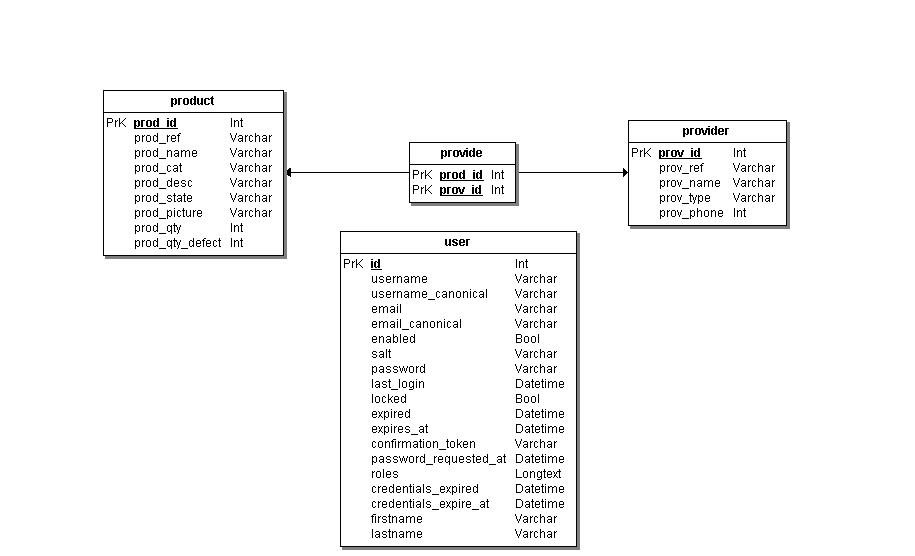 product
PrK prod_id Int
prod_ref Varchar
prod_name Varchar
prod_cat Varchar
prod_desc Varchar
prod_state Varchar
prod_picture Varchar
prod_qty Int
prod_qty_defect Int
provide
PrK prod_id Int
PrK prov_id Int
provider
PrK prov_id Int
prov_ref Varchar
prov_name Varchar
prov_type Varchar
prov_phone Int
user
PrK id Int
username Varchar
username_canonical Varchar
email Varchar
email_canonical Varchar
enabled Bool
salt Varchar
password Varchar
last_login Datetime
locked Bool
expired Datetime
expires_at Datetime
confirmation_token Varchar
password_requested_at Datetime
roles Longtext
credentials_expired Datetime
credentials_expire_at Datetime
firstname Varchar
lastname Varchar